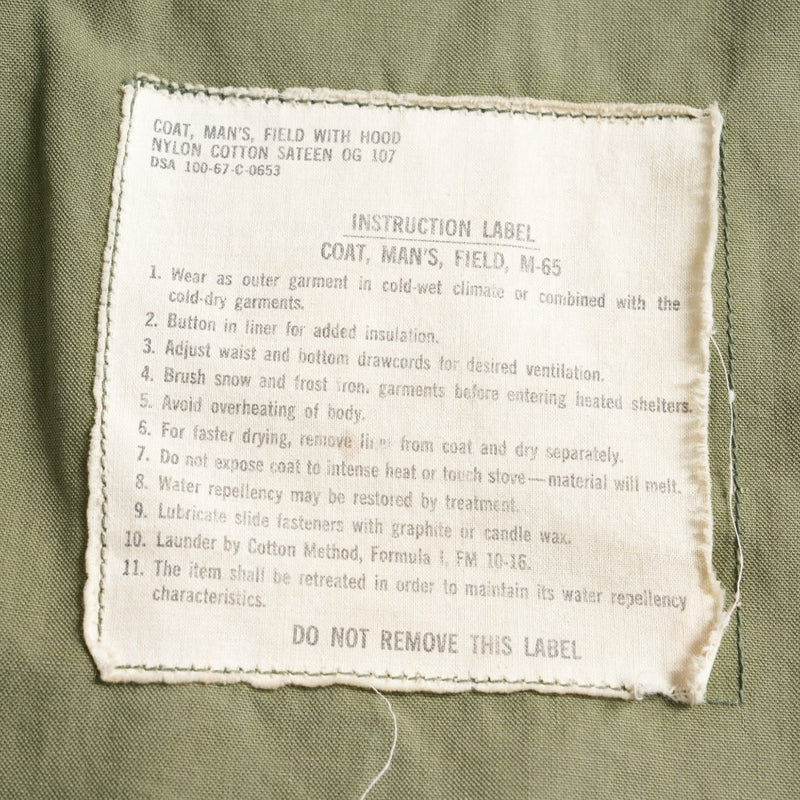 COAT, MAN'S, FIELD WITH HOOD
NYLON COTTON SATEEN OG 107
DSA 100-67-C-0653
INSTRUCTION LABEL
COAT, MAN'S, FIELD, M-65
1. Wear as outer garment in cold-wet climate or combined with the
cold-dry garments.
2. Button in liner for added insulation.
3. Adjust waist and bottom drawcords for desired ventilation.
4. Brush snow and frost from garments before entering heated shelters.
5. Avoid overheating of body.
6. For faster drying, remove liner from coat and dry separately.
7. Do not expose coat to intense heat or touch stove—material will melt.
8. Water repellency may be restored by treatment.
9. Lubricate slide fasteners with graphite or candle wax.
10. Launder by Cotton Method, Formula I, FM 10-16.
11. The item shall be retreated in order to maintain its water repellency
characteristics.
DO NOT REMOVE THIS LABEL